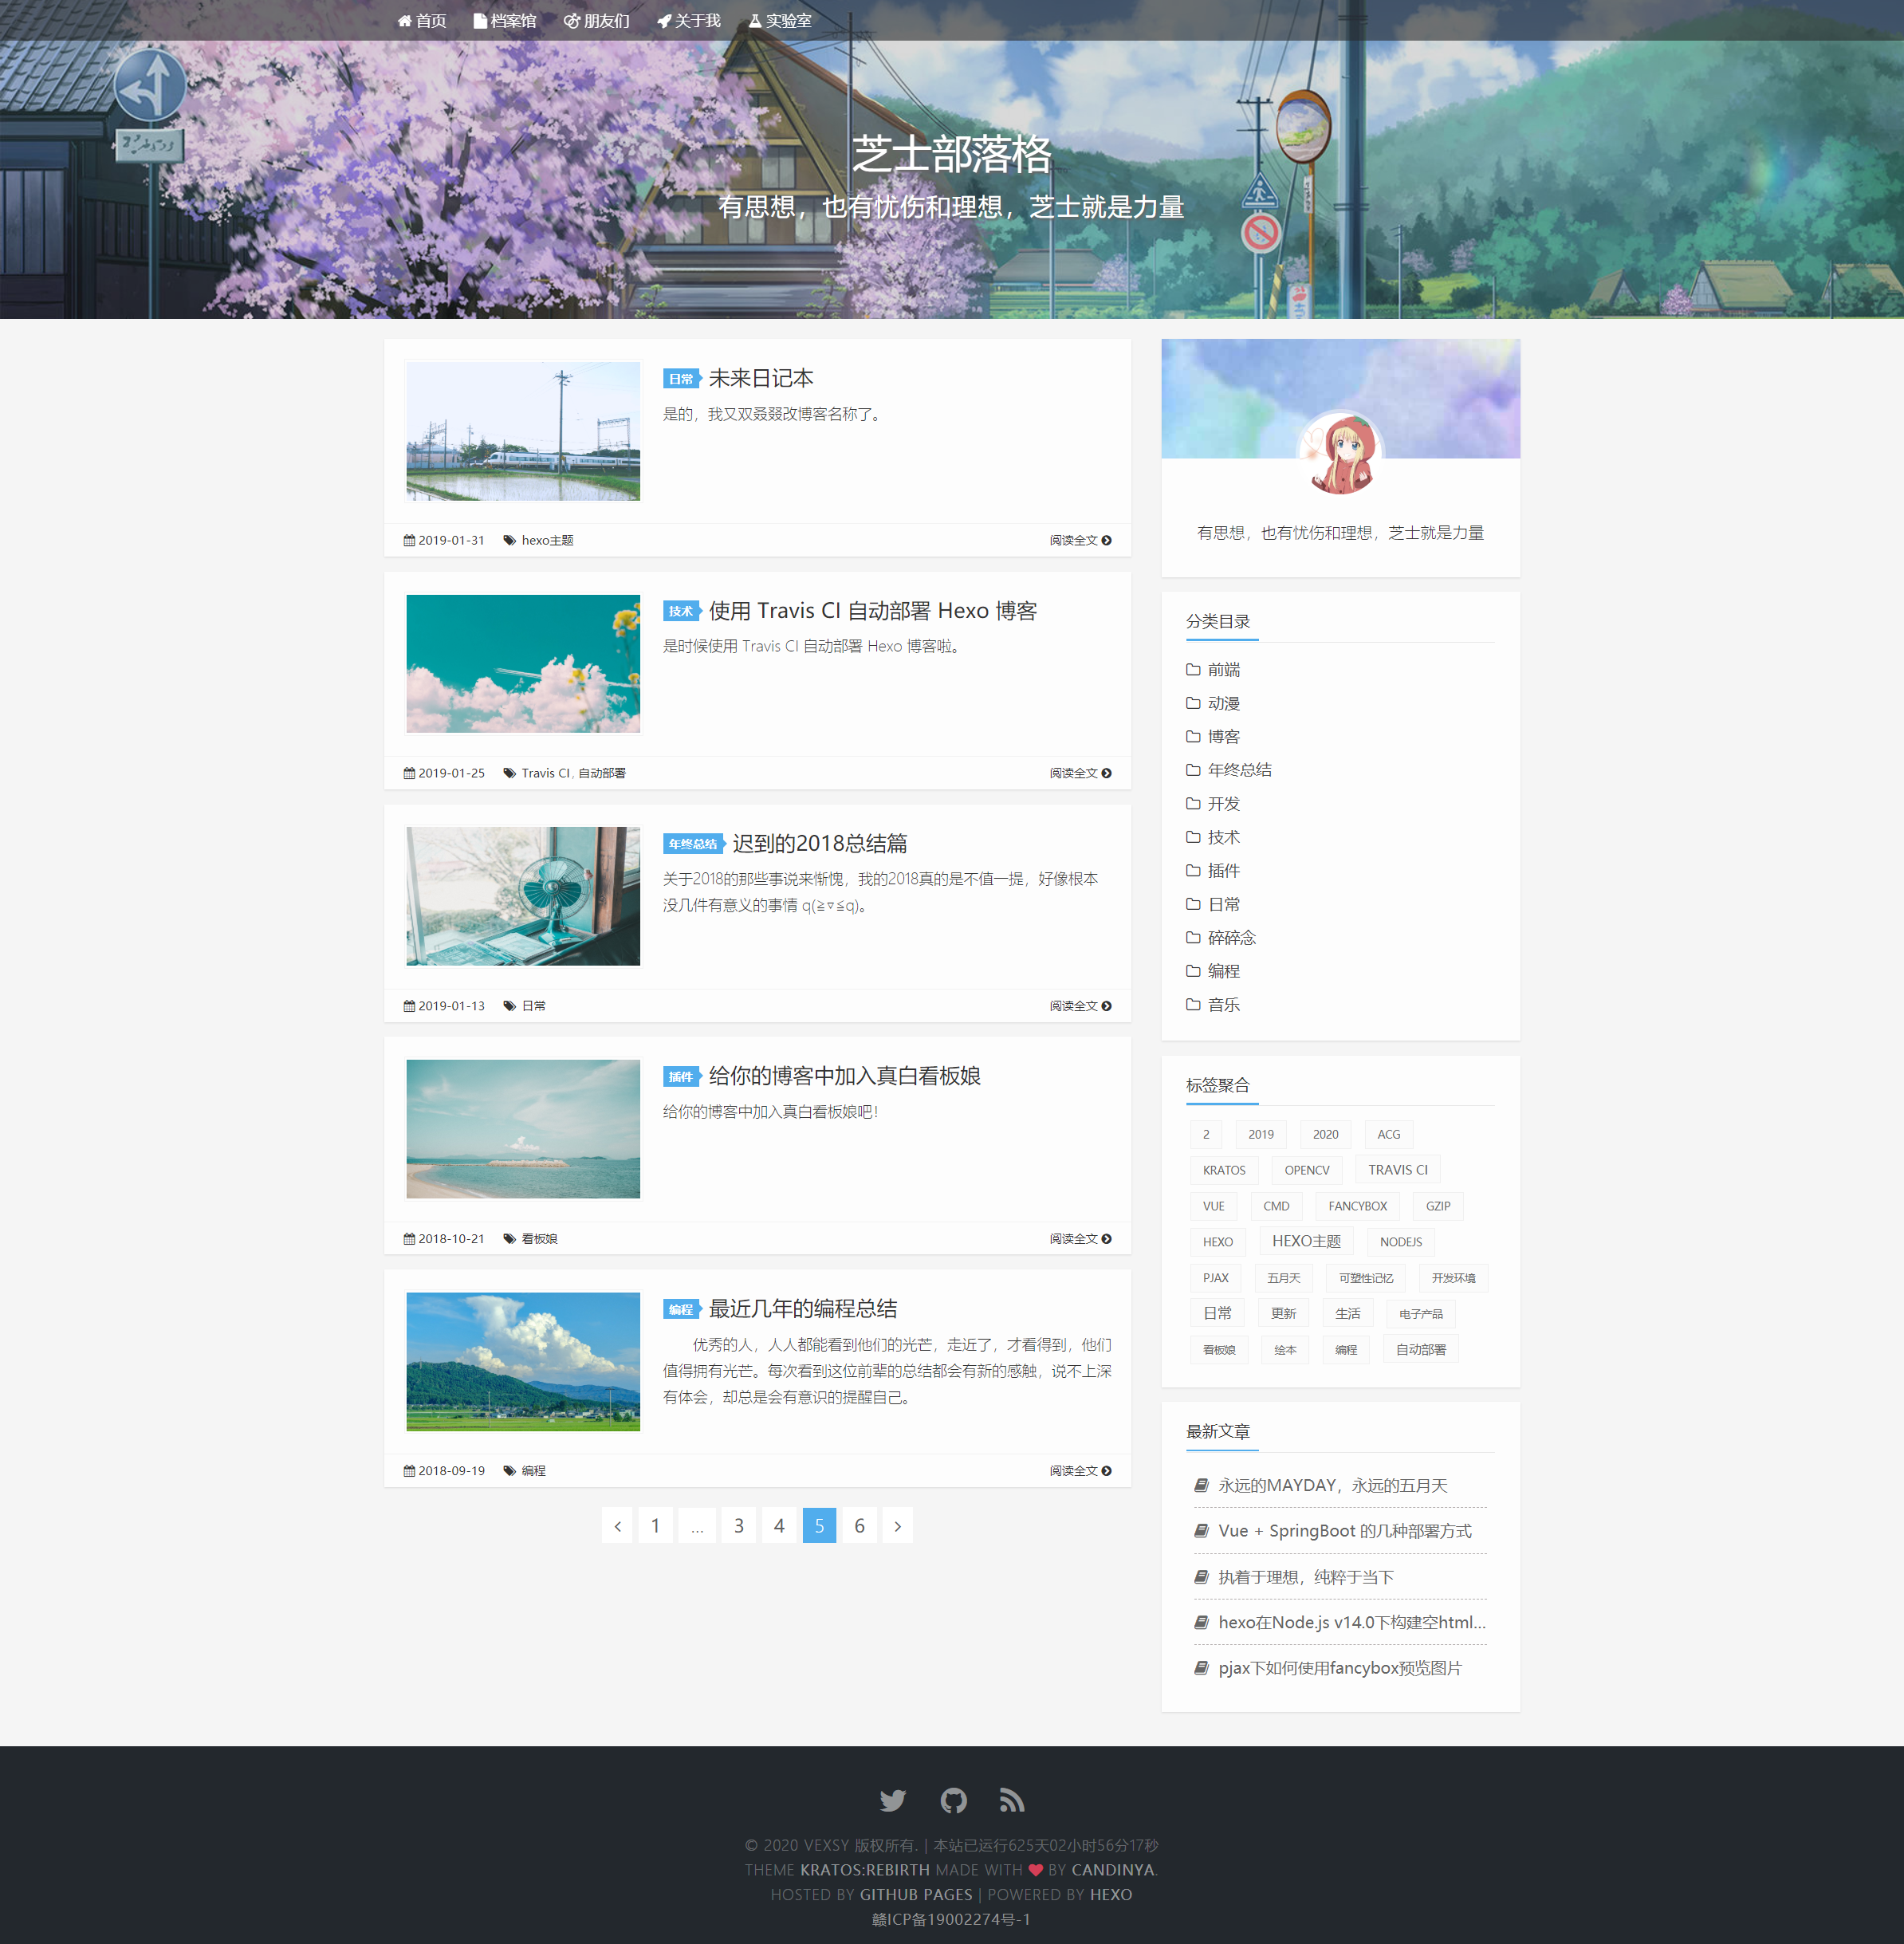 首页 档案馆 朋友们 关于我 实验室
芝士部落格
有思想，也有忧伤和理想，芝士就是力量
日常 未来日记本
是的，我又双叒叕改博客名称了。
2019-01-31 hexo主题 阅读全文
技术 使用 Travis CI 自动部署 Hexo 博客
是时候使用 Travis CI 自动部署 Hexo 博客啦。
2019-01-25 Travis CI, 自动部署 阅读全文
年终总结 迟到的2018总结篇
关于2018的那些事说来惭愧，我的2018真的是不值一提，好像根本
没几件有意义的事情 q(≧▿≦q)。
2019-01-13 日常 阅读全文
插件 给你的博客中加入真白看板娘
给你的博客中加入真白看板娘吧！
2018-10-21 看板娘 阅读全文
编程 最近几年的编程总结
优秀的人，人人都能看到他们的光芒，走近了，才看得到，他们
值得拥有光芒。每次看到这位前辈的总结都会有新的感触，说不上深
有体会，却总是会有意识的提醒自己。
2018-09-19 编程 阅读全文
1 ... 3 4 5 6
有思想，也有忧伤和理想，芝士就是力量
分类目录
前端
动漫
博客
年终总结
开发
技术
插件
日常
碎碎念
编程
音乐
标签聚合
2 2019 2020 ACG
KRATOS OPENCV TRAVIS CI
VUE CMD FANCYBOX GZIP
HEXO HEXO主题 NODEJS
PJAX 五月天 可塑性记忆 开发环境
日常 更新 生活 电子产品
看板娘 绘本 编程 自动部署
最新文章
永远的MAYDAY，永远的五月天
Vue + SpringBoot 的几种部署方式
执着于理想，纯粹于当下
hexo在Node.js v14.0下构建空html...
pjax下如何使用fancybox预览图片
© 2020 VEXSY 版权所有. | 本站已运行625天02小时56分17秒
THEME KRATOS:REBIRTH MADE WITH ❤ BY CANDINYA.
HOSTED BY GITHUB PAGES | POWERED BY HEXO
赣ICP备19002274号-1